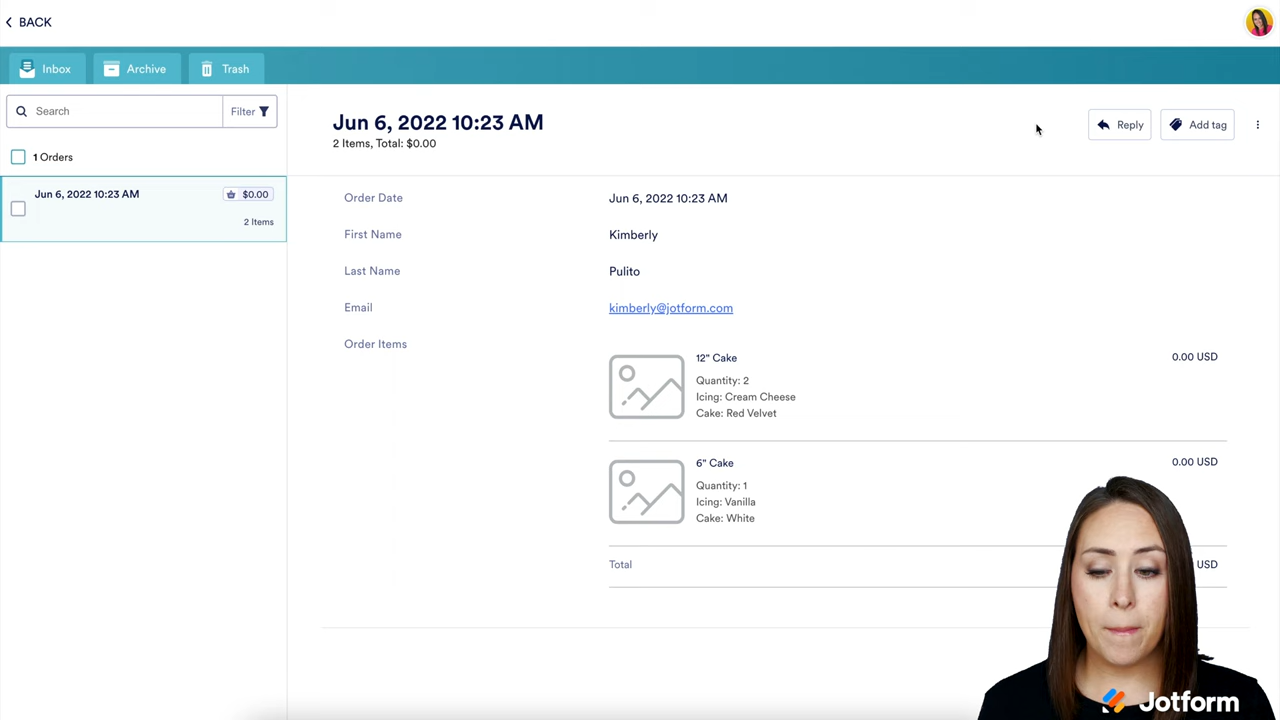 BACK
Inbox
Archive
Trash
Search
Filter
1 Orders
Jun 6, 2022 10:23 AM
$0.00
2 Items
Jun 6, 2022 10:23 AM
2 Items, Total: $0.00
Reply
Add tag
Order Date
Jun 6, 2022 10:23 AM
First Name
Kimberly
Last Name
Pulito
Email
kimberly@jotform.com
Order Items
12" Cake
0.00 USD
Quantity: 2
Icing: Cream Cheese
Cake: Red Velvet
6" Cake
0.00 USD
Quantity: 1
Icing: Vanilla
Cake: White
Total
USD
Jotform